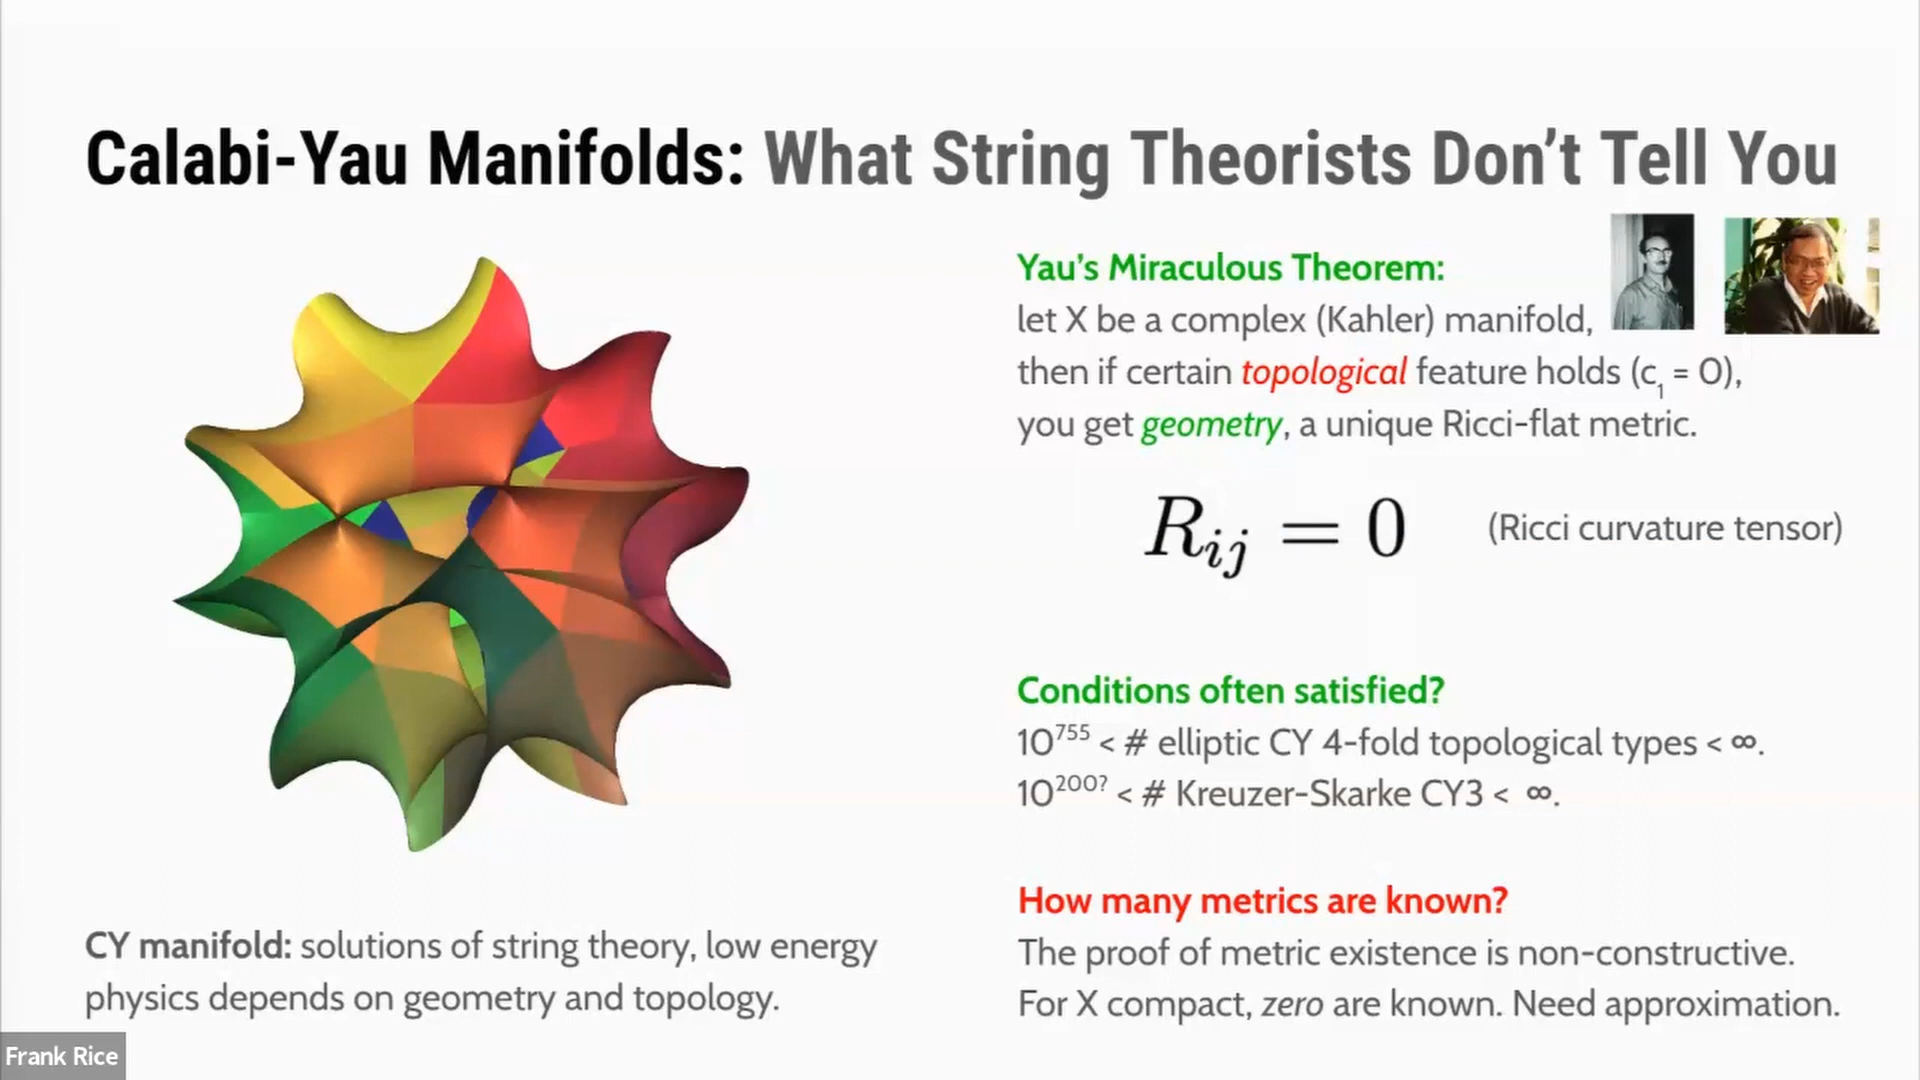 Calabi-Yau Manifolds: What String Theorists Don't Tell You
Yau's Miraculous Theorem:
let X be a complex (Kahler) manifold,
then if certain topological feature holds (c₁ = 0),
you get geometry, a unique Ricci-flat metric.
R_{ij} = 0 (Ricci curvature tensor)
Conditions often satisfied?
10^{755} < # elliptic CY 4-fold topological types < ∞.
10^{200?} < # Kreuzer-Skarke CY3 < ∞.
How many metrics are known?
The proof of metric existence is non-constructive.
For X compact, zero are known. Need approximation.
CY manifold: solutions of string theory, low energy
physics depends on geometry and topology.
Frank Rice